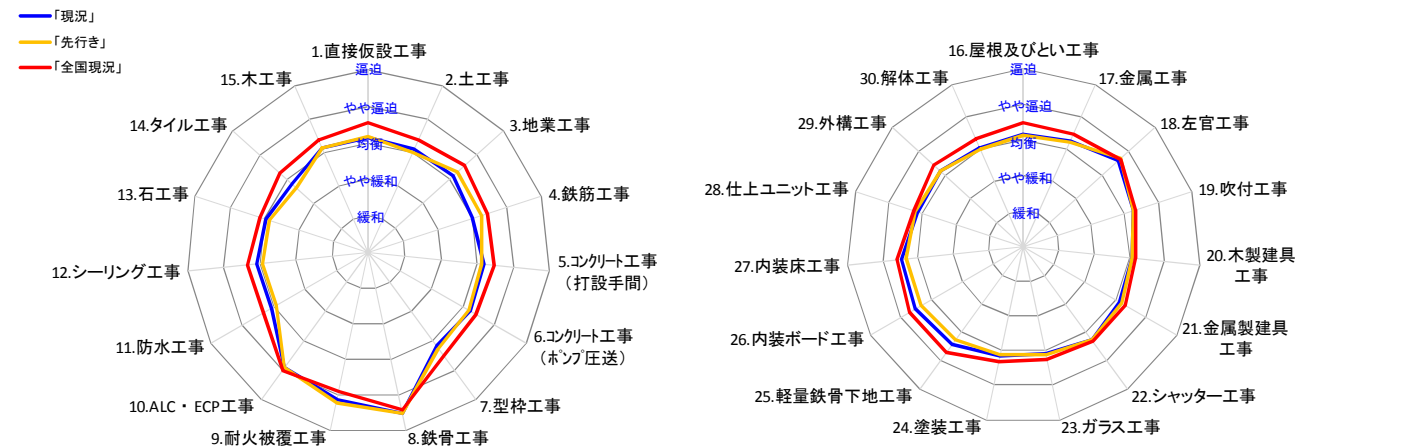 「現況」
「先行き」
「全国現況」
1.直接仮設工事
2.土工事
3.地業工事
4.鉄筋工事
5.コンクリート工事
（打設手間）
6.コンクリート工事
（ポンプ圧送）
7.型枠工事
8.鉄骨工事
9.耐火被覆工事
10.ALC・ECP工事
11.防水工事
12.シーリング工事
13.石工事
14.タイル工事
15.木工事
逼迫
やや逼迫
均衡
やや緩和
緩和
16.屋根及びとい工事
17.金属工事
18.左官工事
19.吹付工事
20.木製建具
工事
21.金属製建具
工事
22.シャッター工事
23.ガラス工事
24.塗装工事
25.軽量鉄骨下地工事
26.内装ボード工事
27.内装床工事
28.仕上ユニット工事
29.外構工事
30.解体工事
逼迫
やや逼迫
均衡
やや緩和
緩和